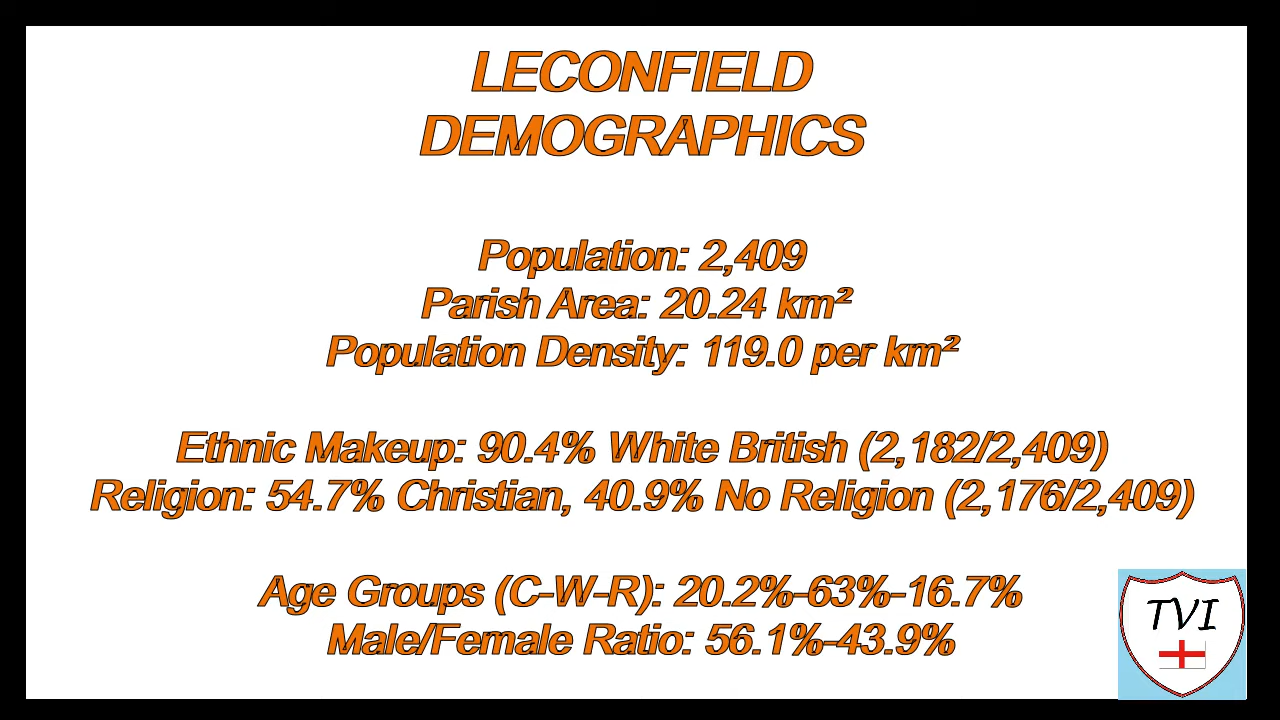 LECONFIELD
DEMOGRAPHICS
Population: 2,409
Parish Area: 20.24 km²
Population Density: 119.0 per km²
Ethnic Makeup: 90.4% White British (2,182/2,409)
Religion: 54.7% Christian, 40.9% No Religion (2,176/2,409)
Age Groups (C-W-R): 20.2%-63%-16.7%
Male/Female Ratio: 56.1%-43.9%
TVI